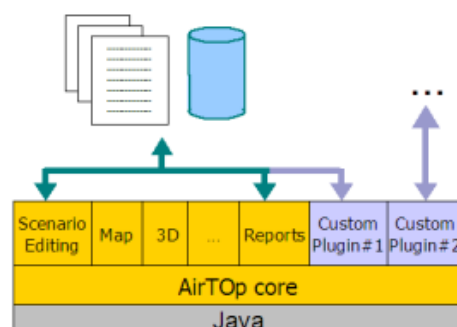 ...
Scenario
Editing
Map
3D
...
Reports
Custom
Plugin#1
Custom
Plugin#2
AirTOp core
Java